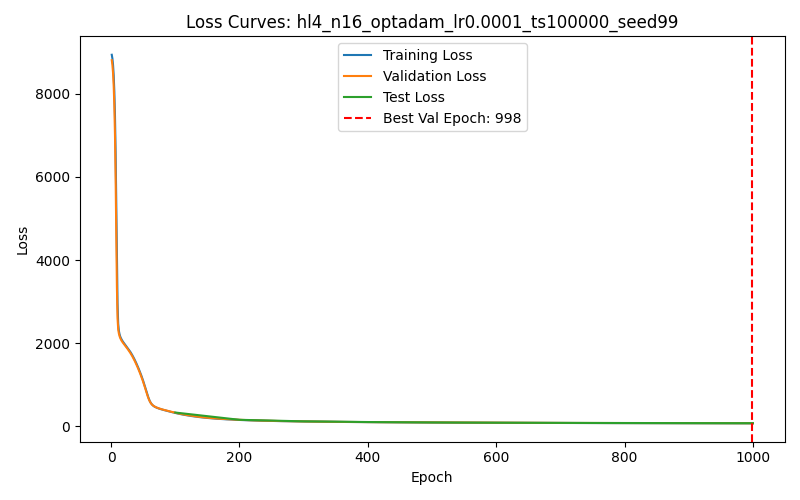 Loss Curves: hl4_n16_optadam_lr0.0001_ts100000_seed99
Training Loss
Validation Loss
Test Loss
Best Val Epoch: 998
Loss
8000
6000
4000
2000
0
0 200 400 600 800 1000
Epoch